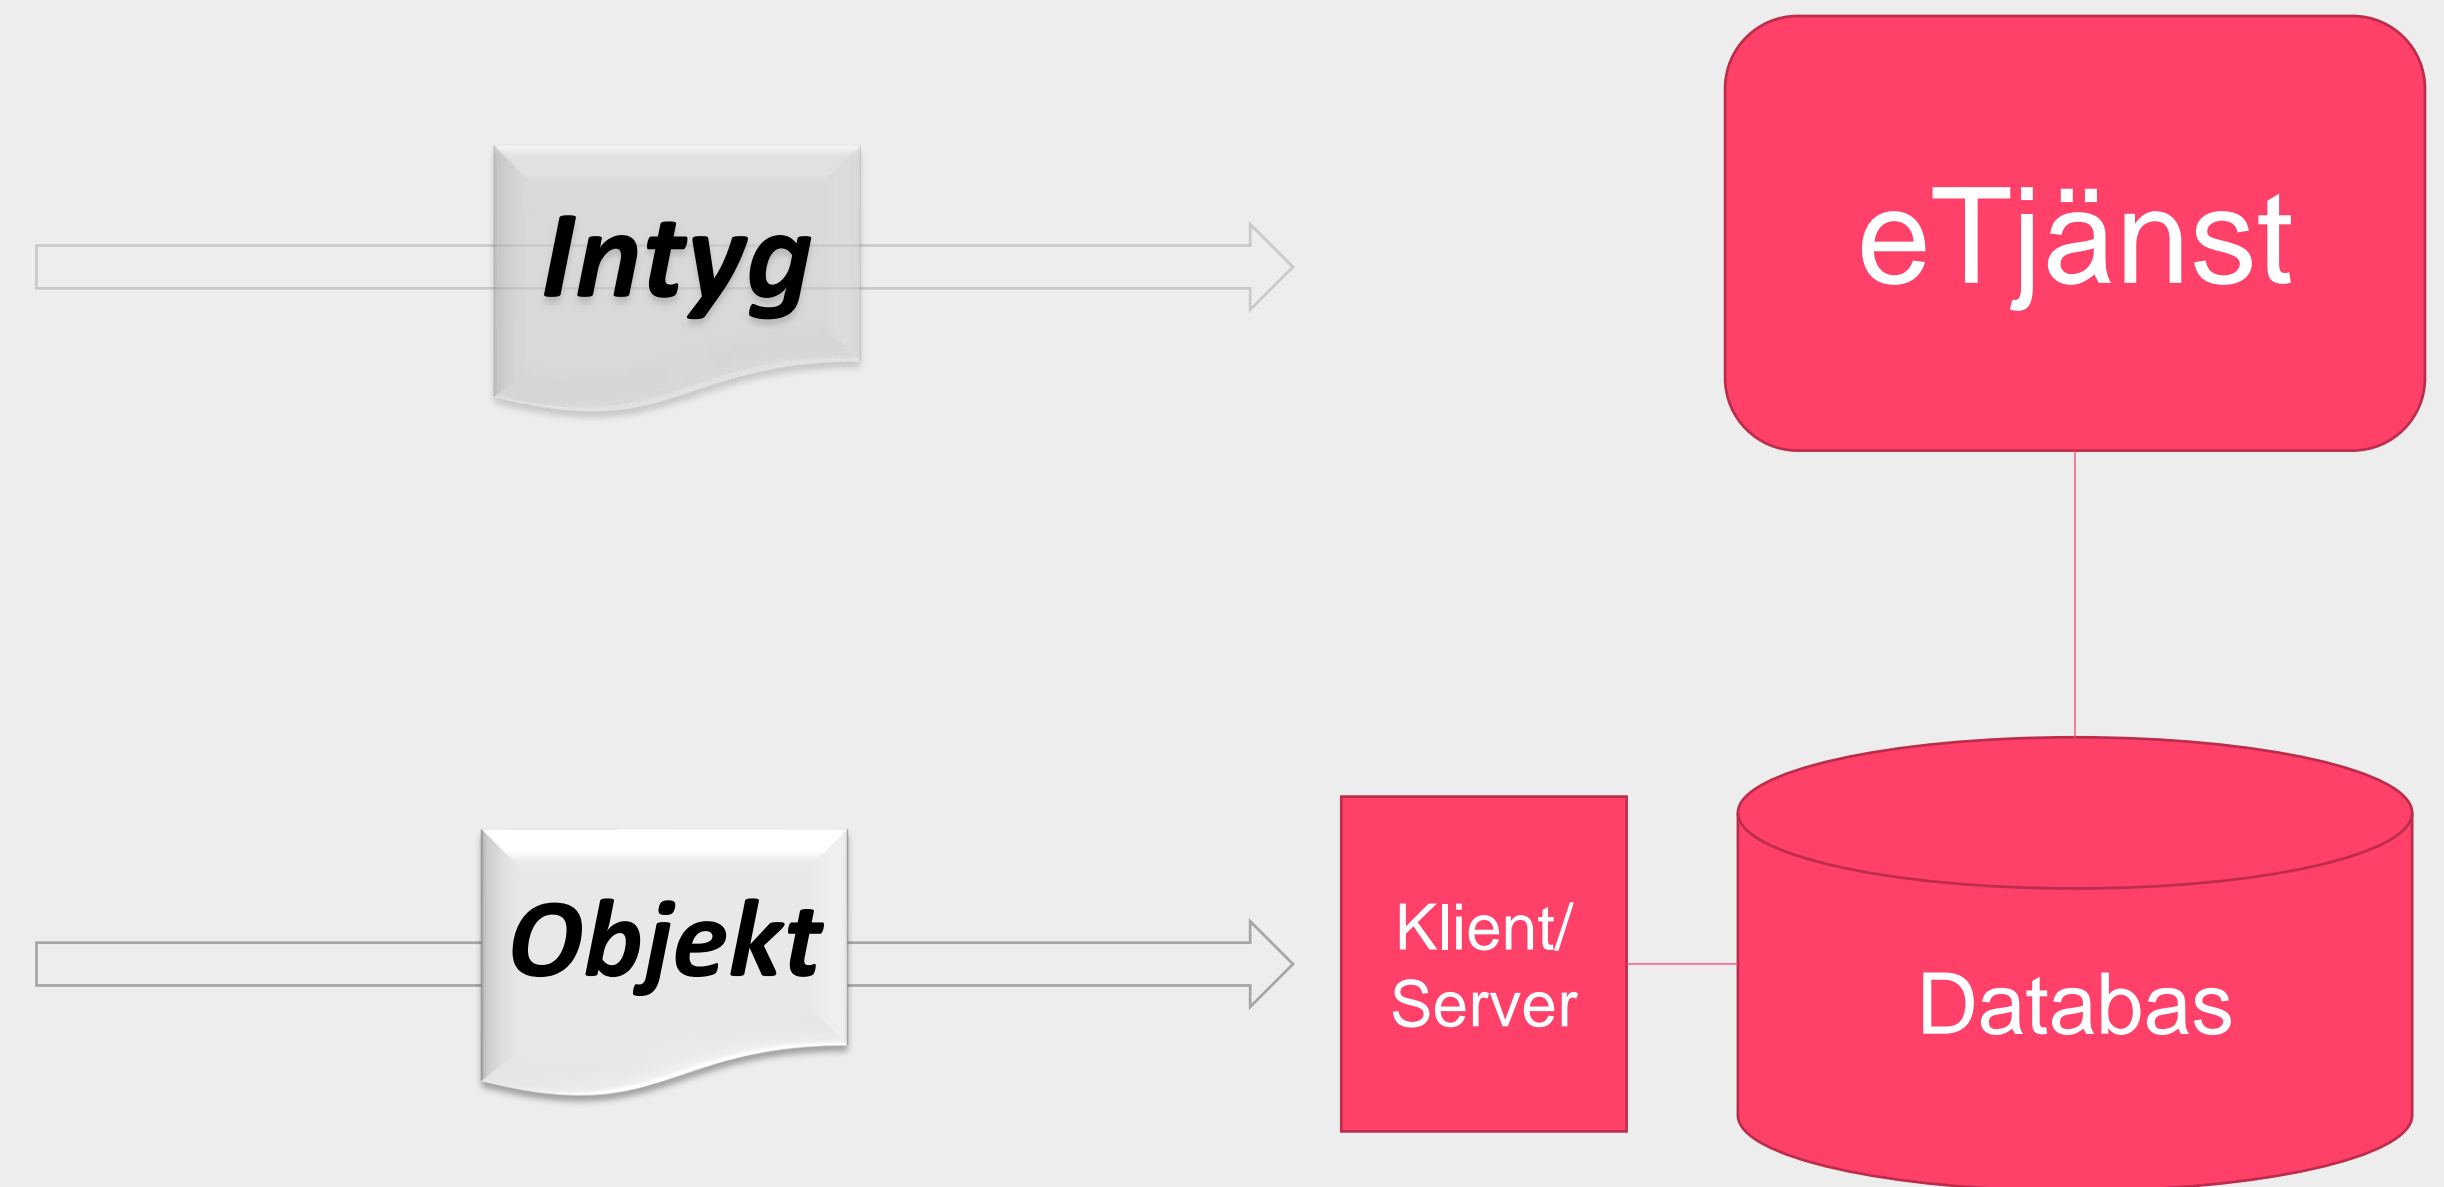 Intyg
eTjänst
Objekt
Klient/
Server
Databas